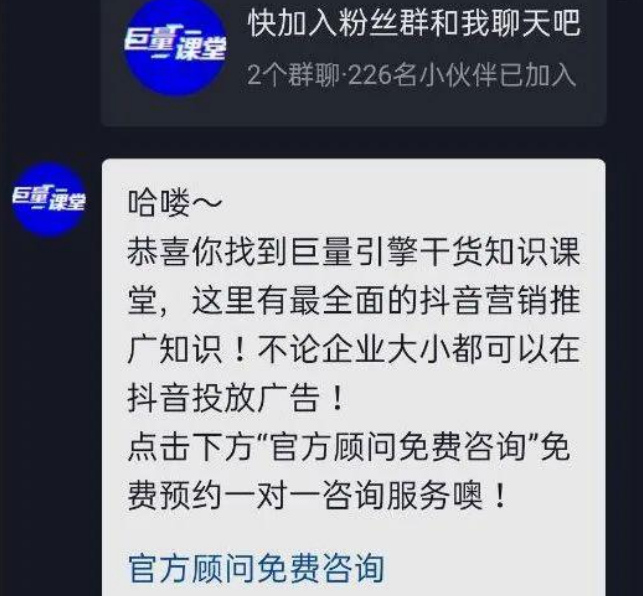 巨量课堂
快加入粉丝群和我聊天吧
2个群聊·226名小伙伴已加入
巨量课堂
哈喽～
恭喜你找到巨量引擎干货知识课
堂，这里有最全面的抖音营销推
广知识！不论企业大小都可以在
抖音投放广告！
点击下方“官方顾问免费咨询”免
费预约一对一咨询服务噢！
官方顾问免费咨询